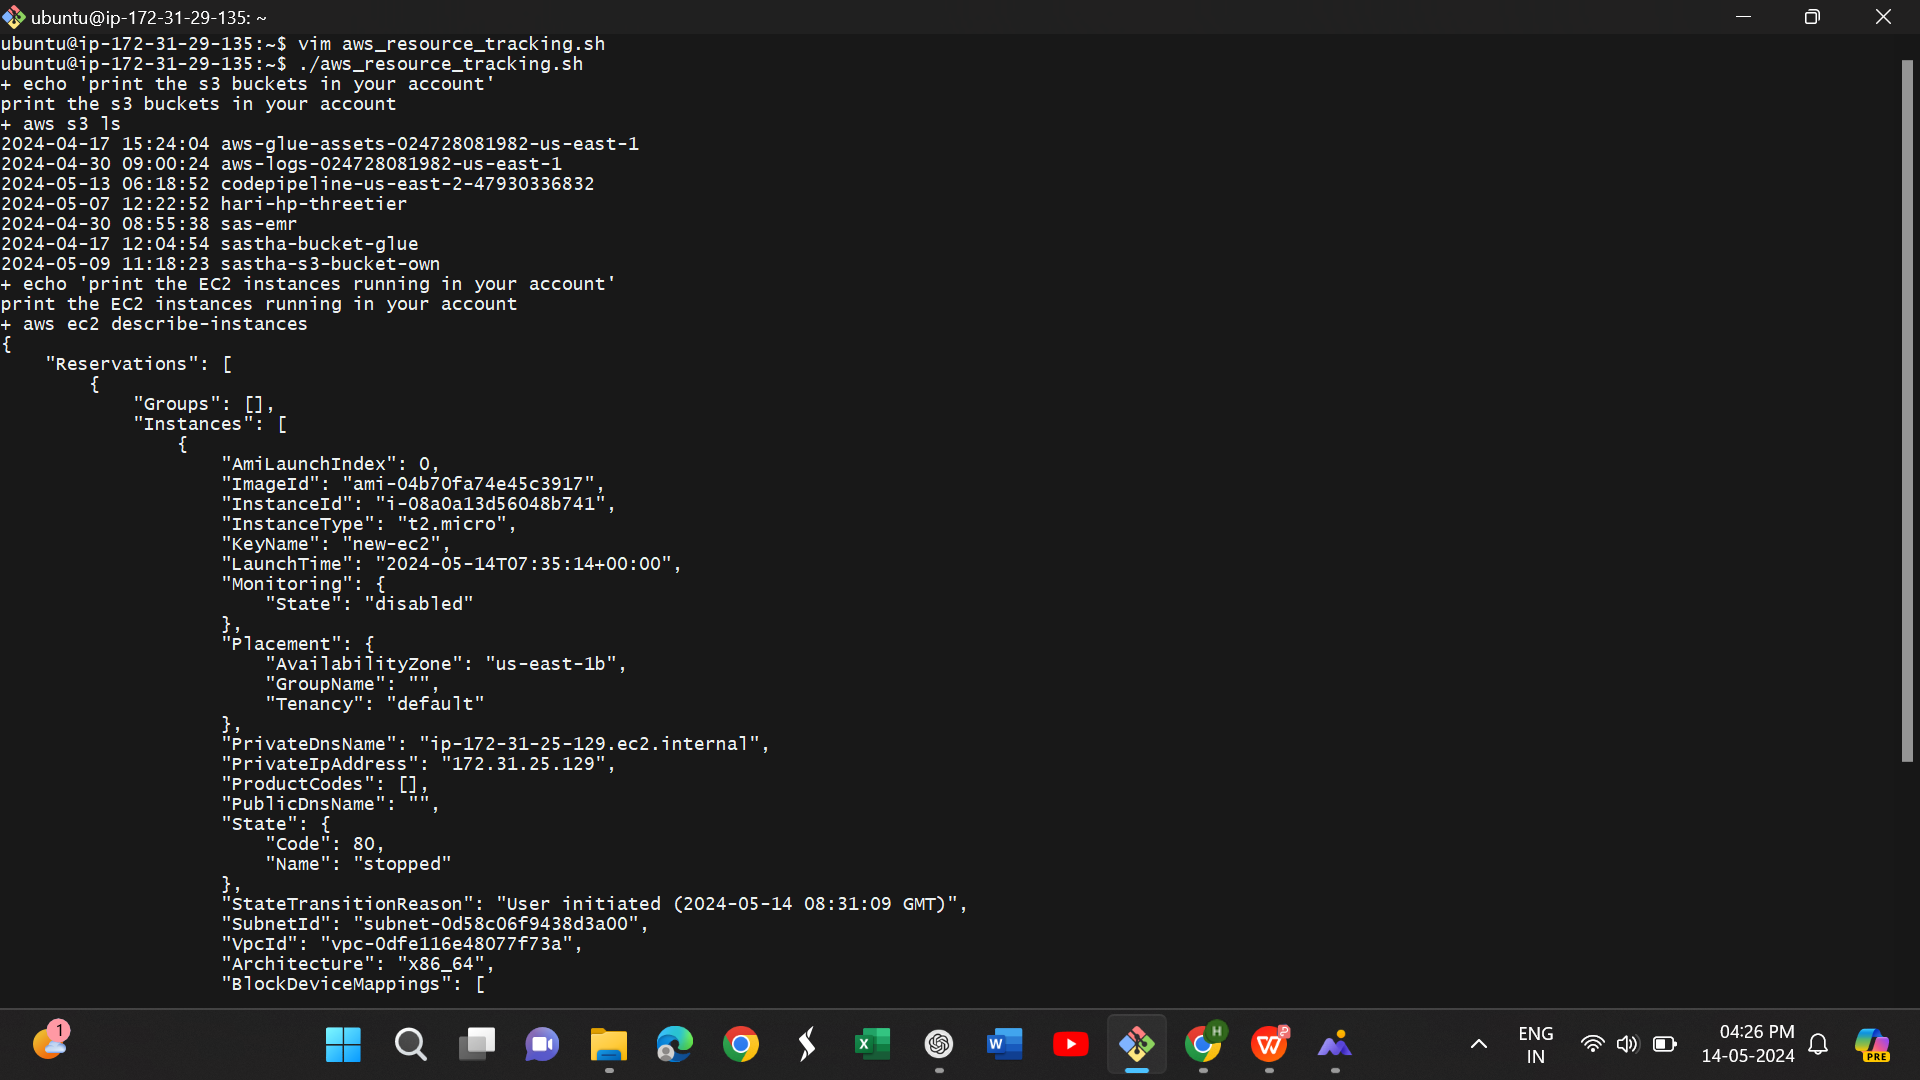 ubuntu@ip-172-31-29-135: ~
ubuntu@ip-172-31-29-135:~$ vim aws_resource_tracking.sh
ubuntu@ip-172-31-29-135:~$ ./aws_resource_tracking.sh
+ echo 'print the s3 buckets in your account'
print the s3 buckets in your account
+ aws s3 ls
2024-04-17 15:24:04 aws-glue-assets-024728081982-us-east-1
2024-04-30 09:00:24 aws-logs-024728081982-us-east-1
2024-05-13 06:18:52 codepipeline-us-east-2-47930336832
2024-05-07 12:22:52 hari-hp-threetier
2024-04-30 08:55:38 sas-emr
2024-04-17 12:04:54 sastha-bucket-glue
2024-05-09 11:18:23 sastha-s3-bucket-own
+ echo 'print the EC2 instances running in your account'
print the EC2 instances running in your account
+ aws ec2 describe-instances
{
    "Reservations": [
        {
            "Groups": [],
            "Instances": [
                {
                    "AmiLaunchIndex": 0,
                    "ImageId": "ami-04b70fa74e45c3917",
                    "InstanceId": "i-08a0a13d56048b741",
                    "InstanceType": "t2.micro",
                    "KeyName": "new-ec2",
                    "LaunchTime": "2024-05-14T07:35:14+00:00",
                    "Monitoring": {
                        "State": "disabled"
                    },
                    "Placement": {
                        "AvailabilityZone": "us-east-1b",
                        "GroupName": "",
                        "Tenancy": "default"
                    },
                    "PrivateDnsName": "ip-172-31-25-129.ec2.internal",
                    "PrivateIpAddress": "172.31.25.129",
                    "ProductCodes": [],
                    "PublicDnsName": "",
                    "State": {
                        "Code": 80,
                        "Name": "stopped"
                    },
                    "StateTransitionReason": "User initiated (2024-05-14 08:31:09 GMT)",
                    "SubnetId": "subnet-0d58c06f9438d3a00",
                    "VpcId": "vpc-0dfe116e48077f73a",
                    "Architecture": "x86_64",
                    "BlockDeviceMappings": [
1
H
ENG
IN
04:26 PM
14-05-2024
PRE